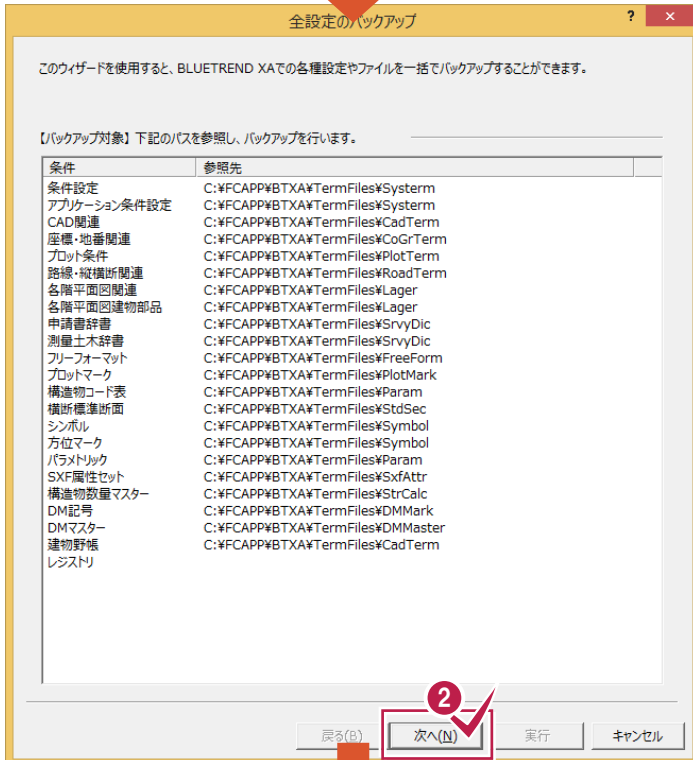 全設定のバックアップ
? ×
このウィザードを使用すると、BLUETREND XAでの各種設定やファイルを一括でバックアップすることができます。
【バックアップ対象】下記のパスを参照し、バックアップを行います。
条件 参照先
条件設定 C:¥FCAPP¥BTXA¥TermFiles¥Systerm
アプリケーション条件設定 C:¥FCAPP¥BTXA¥TermFiles¥Systerm
CAD関連 C:¥FCAPP¥BTXA¥TermFiles¥CadTerm
座標・地番関連 C:¥FCAPP¥BTXA¥TermFiles¥CoGrTerm
プロット条件 C:¥FCAPP¥BTXA¥TermFiles¥PlotTerm
路線・縦横断関連 C:¥FCAPP¥BTXA¥TermFiles¥RoadTerm
各階平面図関連 C:¥FCAPP¥BTXA¥TermFiles¥Lager
各階平面図建物部品 C:¥FCAPP¥BTXA¥TermFiles¥Lager
申請書辞書 C:¥FCAPP¥BTXA¥TermFiles¥SrvyDic
測量土木辞書 C:¥FCAPP¥BTXA¥TermFiles¥SrvyDic
フリーフォーマット C:¥FCAPP¥BTXA¥TermFiles¥FreeForm
プロットマーク C:¥FCAPP¥BTXA¥TermFiles¥PlotMark
構造物コード表 C:¥FCAPP¥BTXA¥TermFiles¥Param
横断標準断面 C:¥FCAPP¥BTXA¥TermFiles¥StdSec
シンボル C:¥FCAPP¥BTXA¥TermFiles¥Symbol
方位マーク C:¥FCAPP¥BTXA¥TermFiles¥Symbol
パラメトリック C:¥FCAPP¥BTXA¥TermFiles¥Param
SXF属性セット C:¥FCAPP¥BTXA¥TermFiles¥SxfAttr
構造物数量マスター C:¥FCAPP¥BTXA¥TermFiles¥StrCalc
DM記号 C:¥FCAPP¥BTXA¥TermFiles¥DMMark
DMマスター C:¥FCAPP¥BTXA¥TermFiles¥DMMaster
建物野帳 C:¥FCAPP¥BTXA¥TermFiles¥CadTerm
レジストリ
2
戻る(B) 次へ(N) 実行 キャンセル